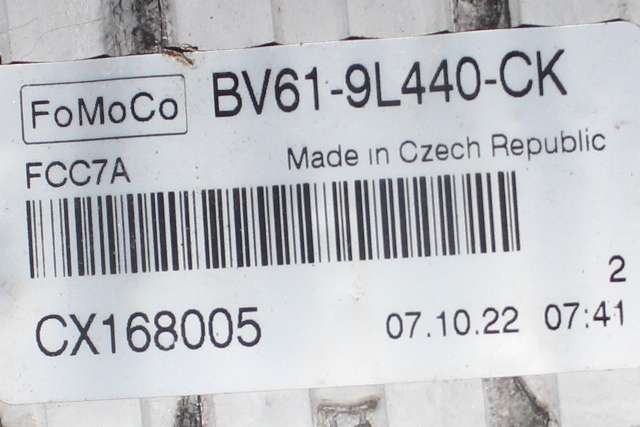 FoMoCo BV61-9L440-CK
FCC7A Made in Czech Republic
2
CX168005 07.10.22 07:41